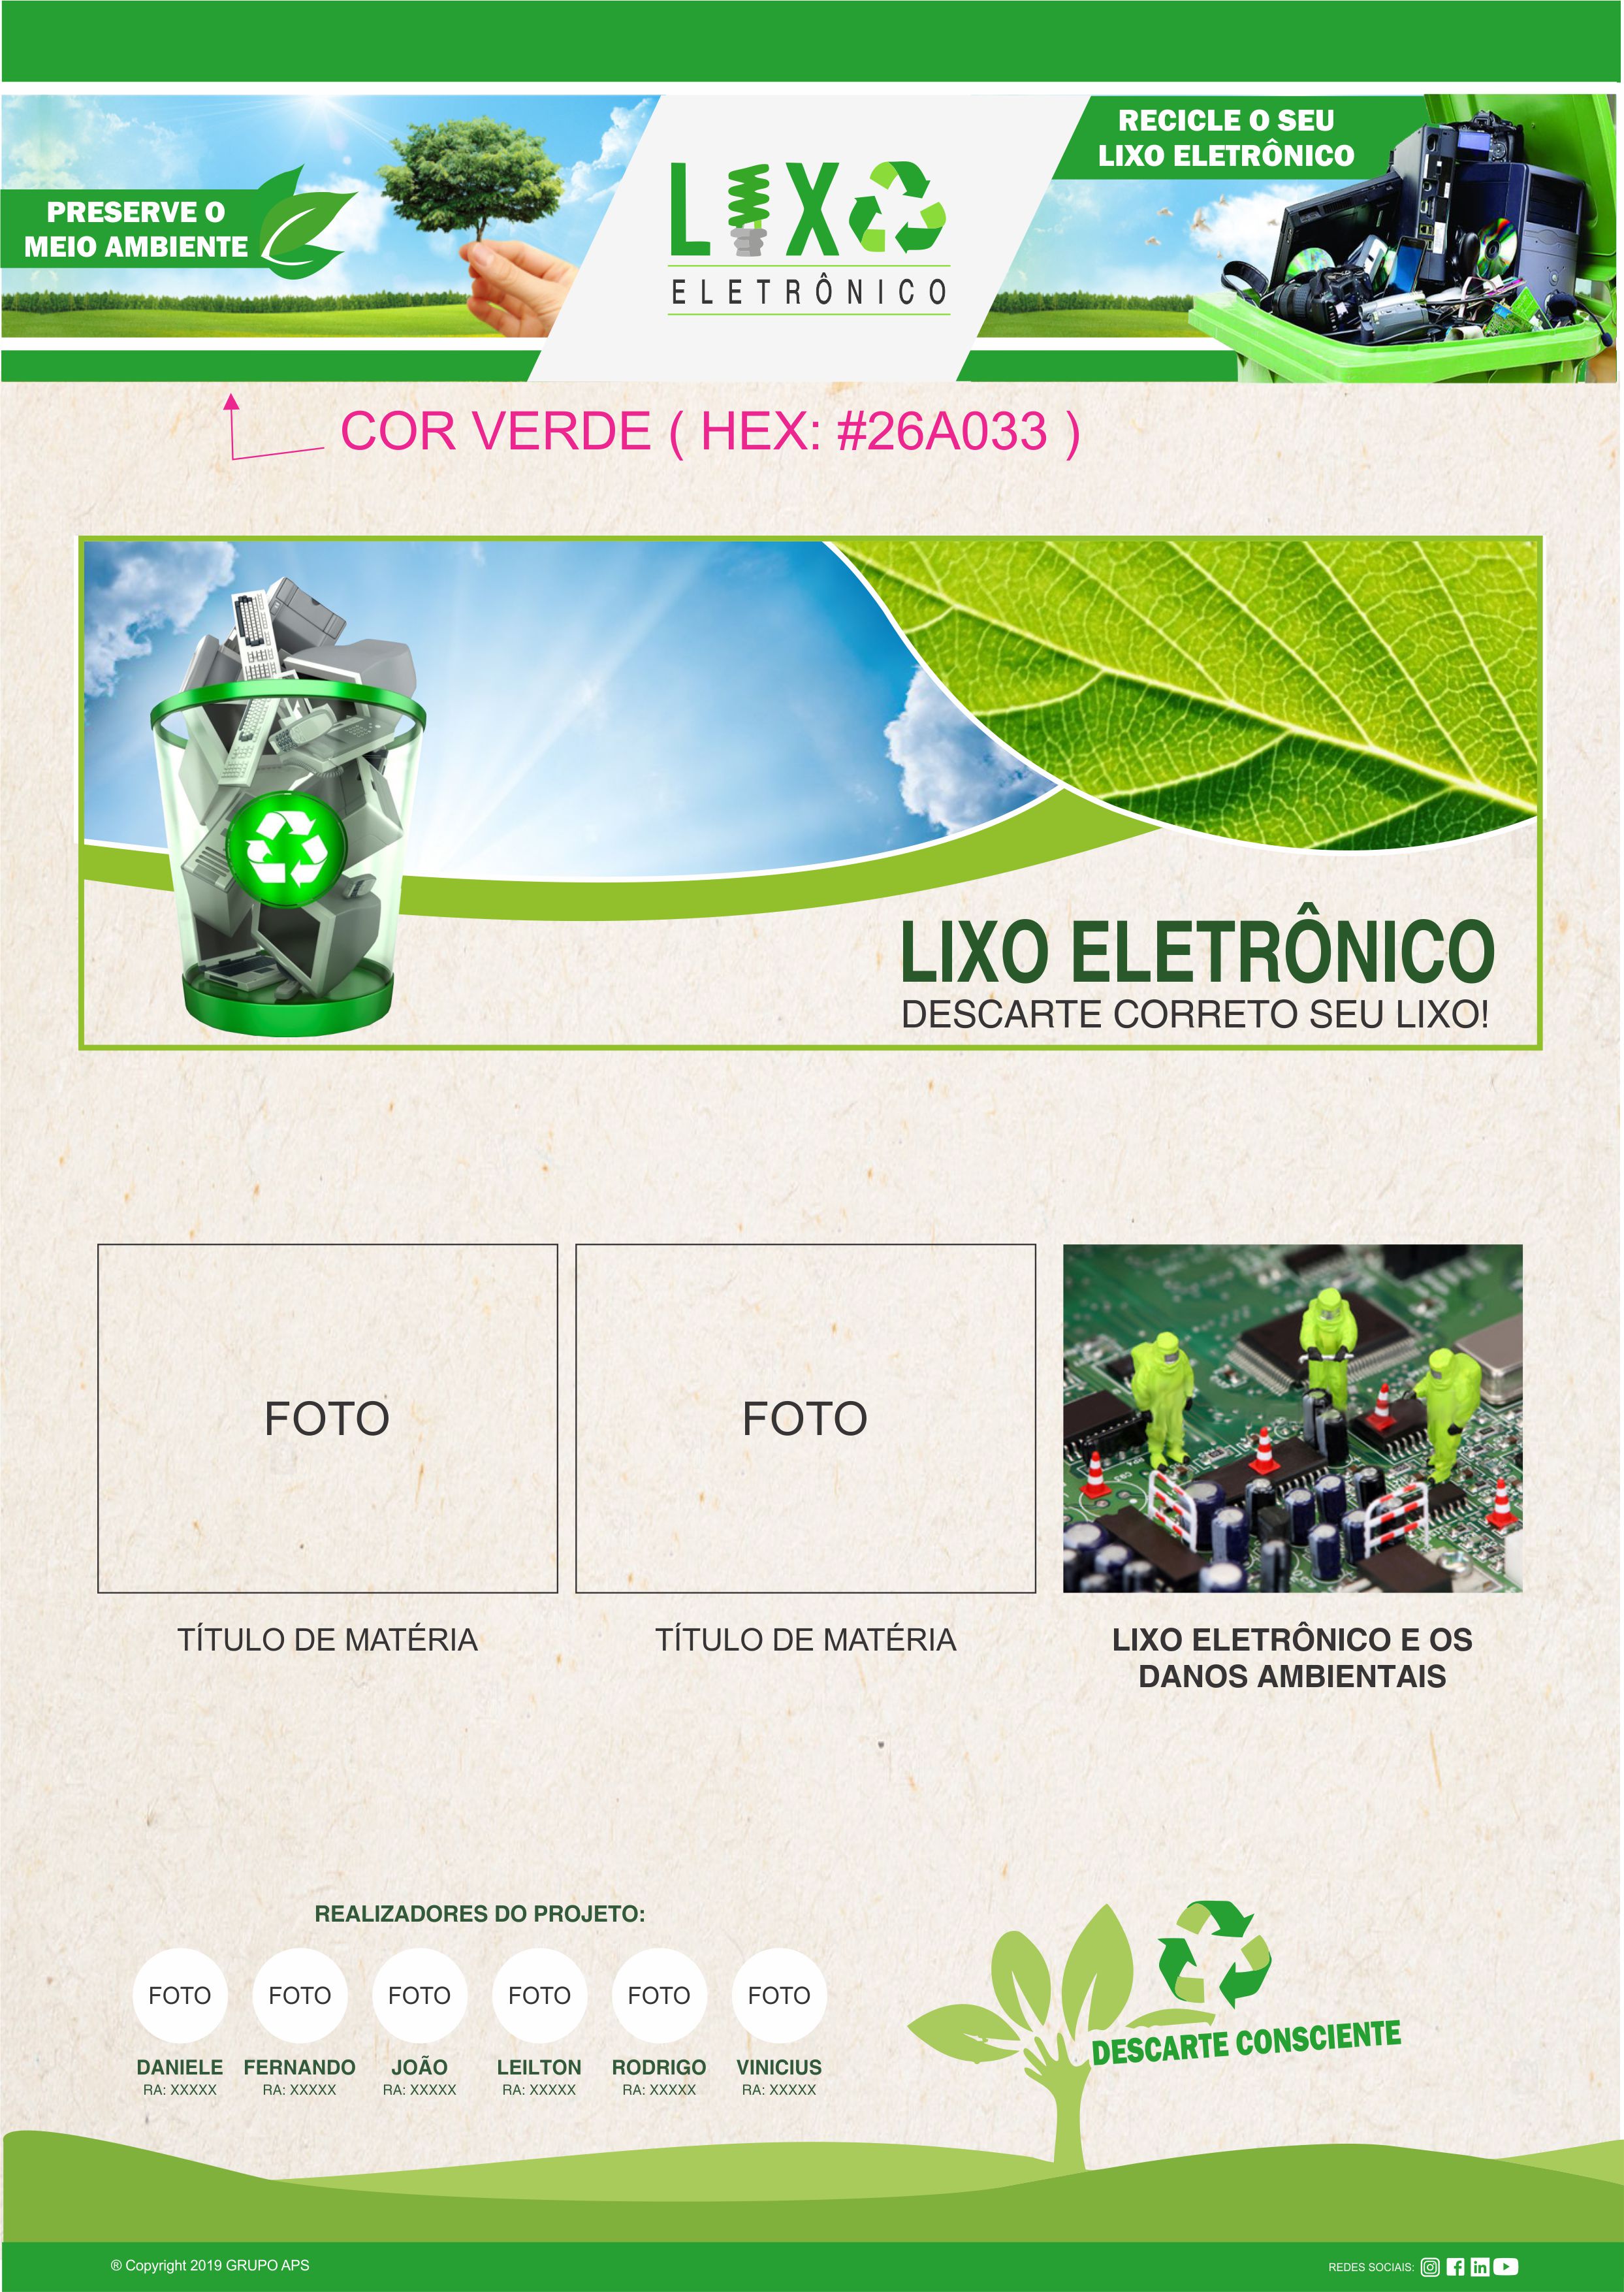 PRESERVE O
MEIO AMBIENTE
LIXO
ELETRÔNICO
RECICLE O SEU
LIXO ELETRÔNICO
COR VERDE ( HEX: #26A033 )
LIXO ELETRÔNICO
DESCARTE CORRETO SEU LIXO!
FOTO
FOTO
TÍTULO DE MATÉRIA
TÍTULO DE MATÉRIA
LIXO ELETRÔNICO E OS
DANOS AMBIENTAIS
REALIZADORES DO PROJETO:
FOTO FOTO FOTO FOTO FOTO FOTO
DANIELE FERNANDO JOÃO LEILTON RODRIGO VINICIUS
RA: XXXXX RA: XXXXX RA: XXXXX RA: XXXXX RA: XXXXX RA: XXXXX
DESCARTE CONSCIENTE
® Copyright 2019 GRUPO APS
REDES SOCIAIS: